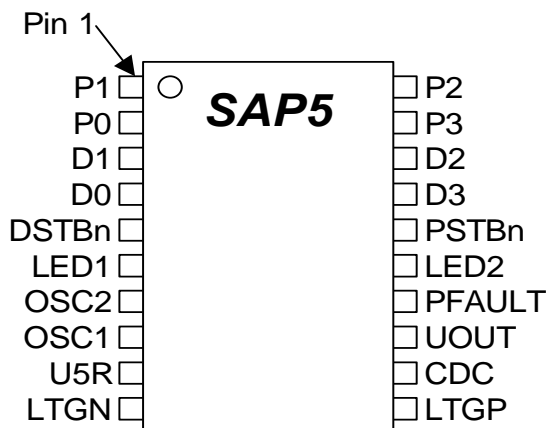 Pin 1
SAP5
P1 P2
P0 P3
D1 D2
D0 D3
DSTBn PSTBn
LED1 LED2
OSC2 PFAULT
OSC1 UOUT
U5R CDC
LTGN LTGP